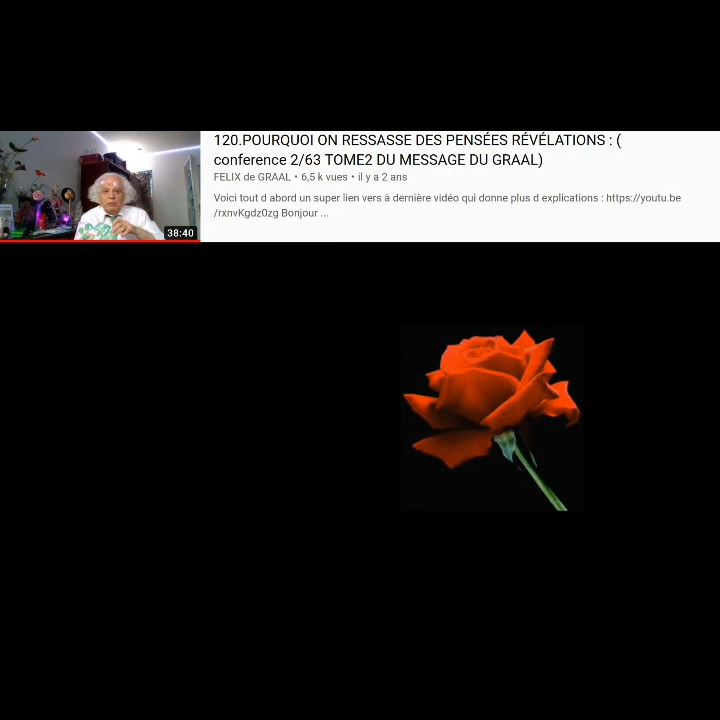 120.POURQUOI ON RESSASSE DES PENSÉES RÉVÉLATIONS : (
conference 2/63 TOME2 DU MESSAGE DU GRAAL)
FELIX de GRAAL • 6,5 k vues • il y a 2 ans
Voici tout d abord un super lien vers à dernière vidéo qui donne plus d explications : https://youtu.be
/rxnvKgdz0zg Bonjour ...
38:40